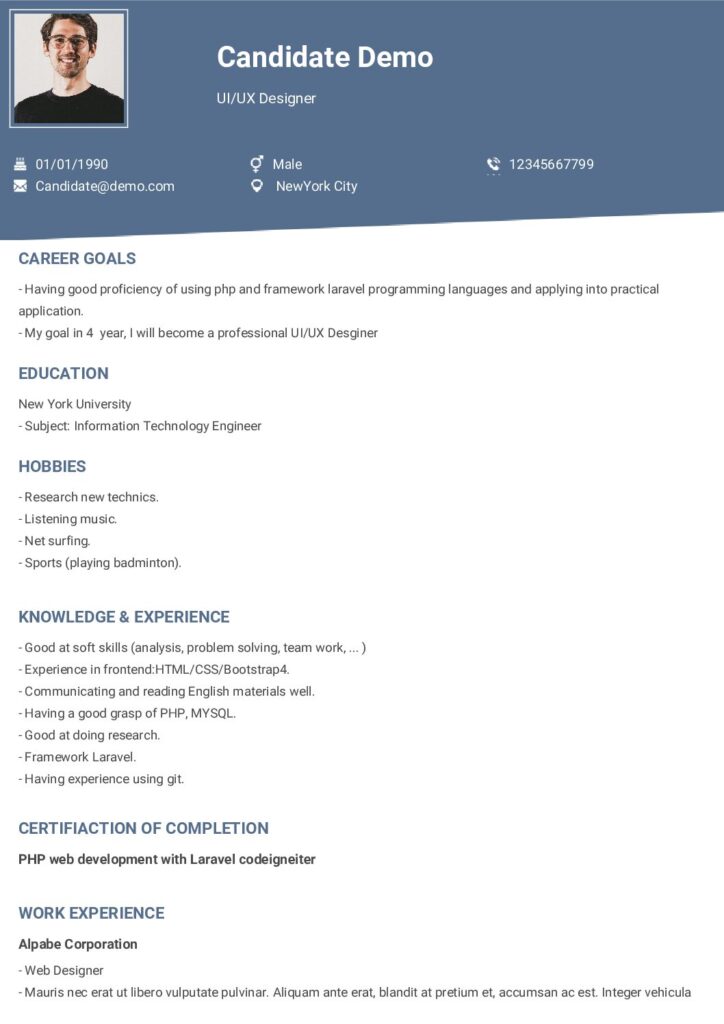 Candidate Demo
UI/UX Designer
01/01/1990
Male
12345667799
Candidate@demo.com
NewYork City
CAREER GOALS
- Having good proficiency of using php and framework laravel programming languages and applying into practical
application.
- My goal in 4  year, I will become a professional UI/UX Desginer
EDUCATION
New York University
- Subject: Information Technology Engineer
HOBBIES
- Research new technics.
- Listening music.
- Net surfing.
- Sports (playing badminton).
KNOWLEDGE & EXPERIENCE
- Good at soft skills (analysis, problem solving, team work, ... )
- Experience in frontend:HTML/CSS/Bootstrap4.
- Communicating and reading English materials well.
- Having a good grasp of PHP, MYSQL.
- Good at doing research.
- Framework Laravel.
- Having experience using git.
CERTIFIACTION OF COMPLETION
PHP web development with Laravel codeigneiter
WORK EXPERIENCE
Alpabe Corporation
- Web Designer
- Mauris nec erat ut libero vulputate pulvinar. Aliquam ante erat, blandit at pretium et, accumsan ac est. Integer vehicula